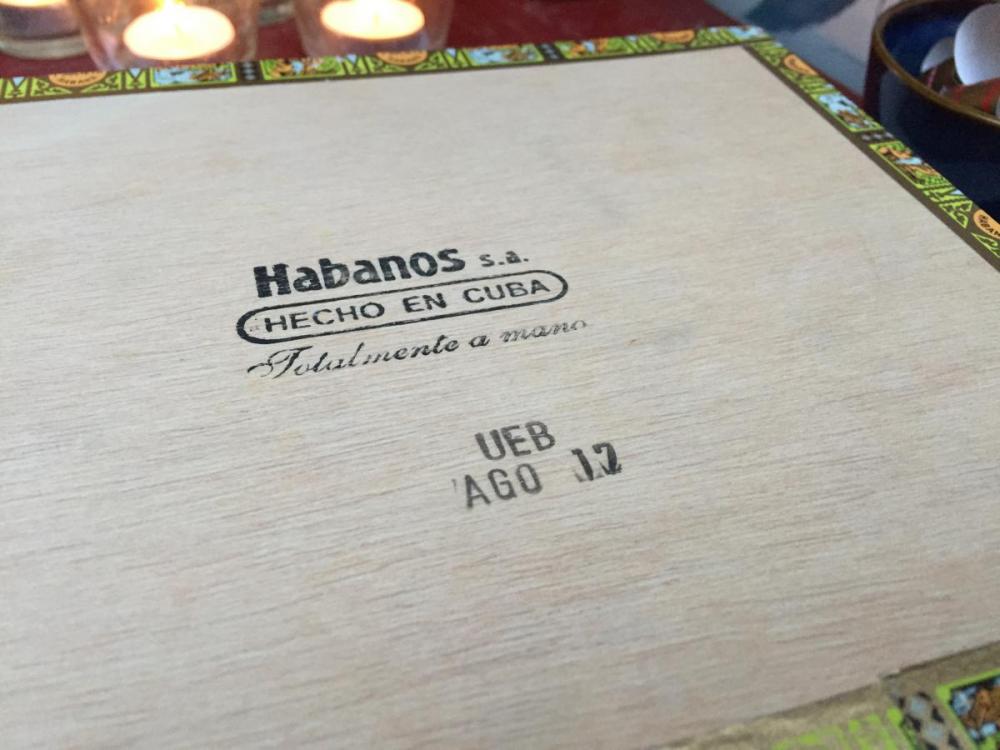 Habanos s.a.
HECHO EN CUBA
Totalmente a mano
UEB
AGO 12